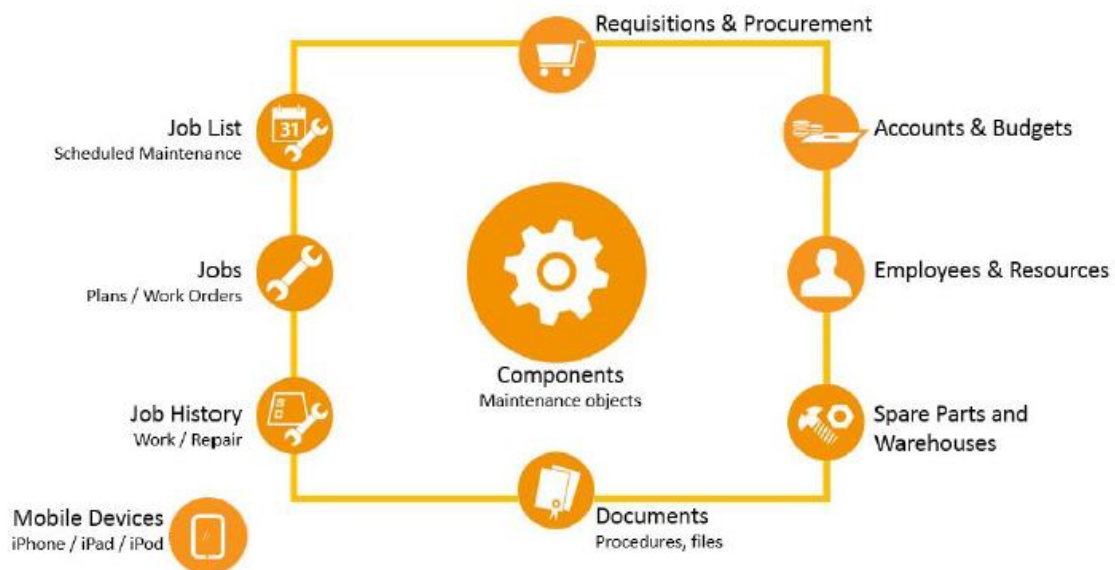 Requisitions & Procurement
Job List
Scheduled Maintenance
31
Accounts & Budgets
Jobs
Plans / Work Orders
Employees & Resources
Components
Maintenance objects
Job History
Work / Repair
Spare Parts and
Warehouses
Mobile Devices
iPhone / iPad / iPod
Documents
Procedures, files